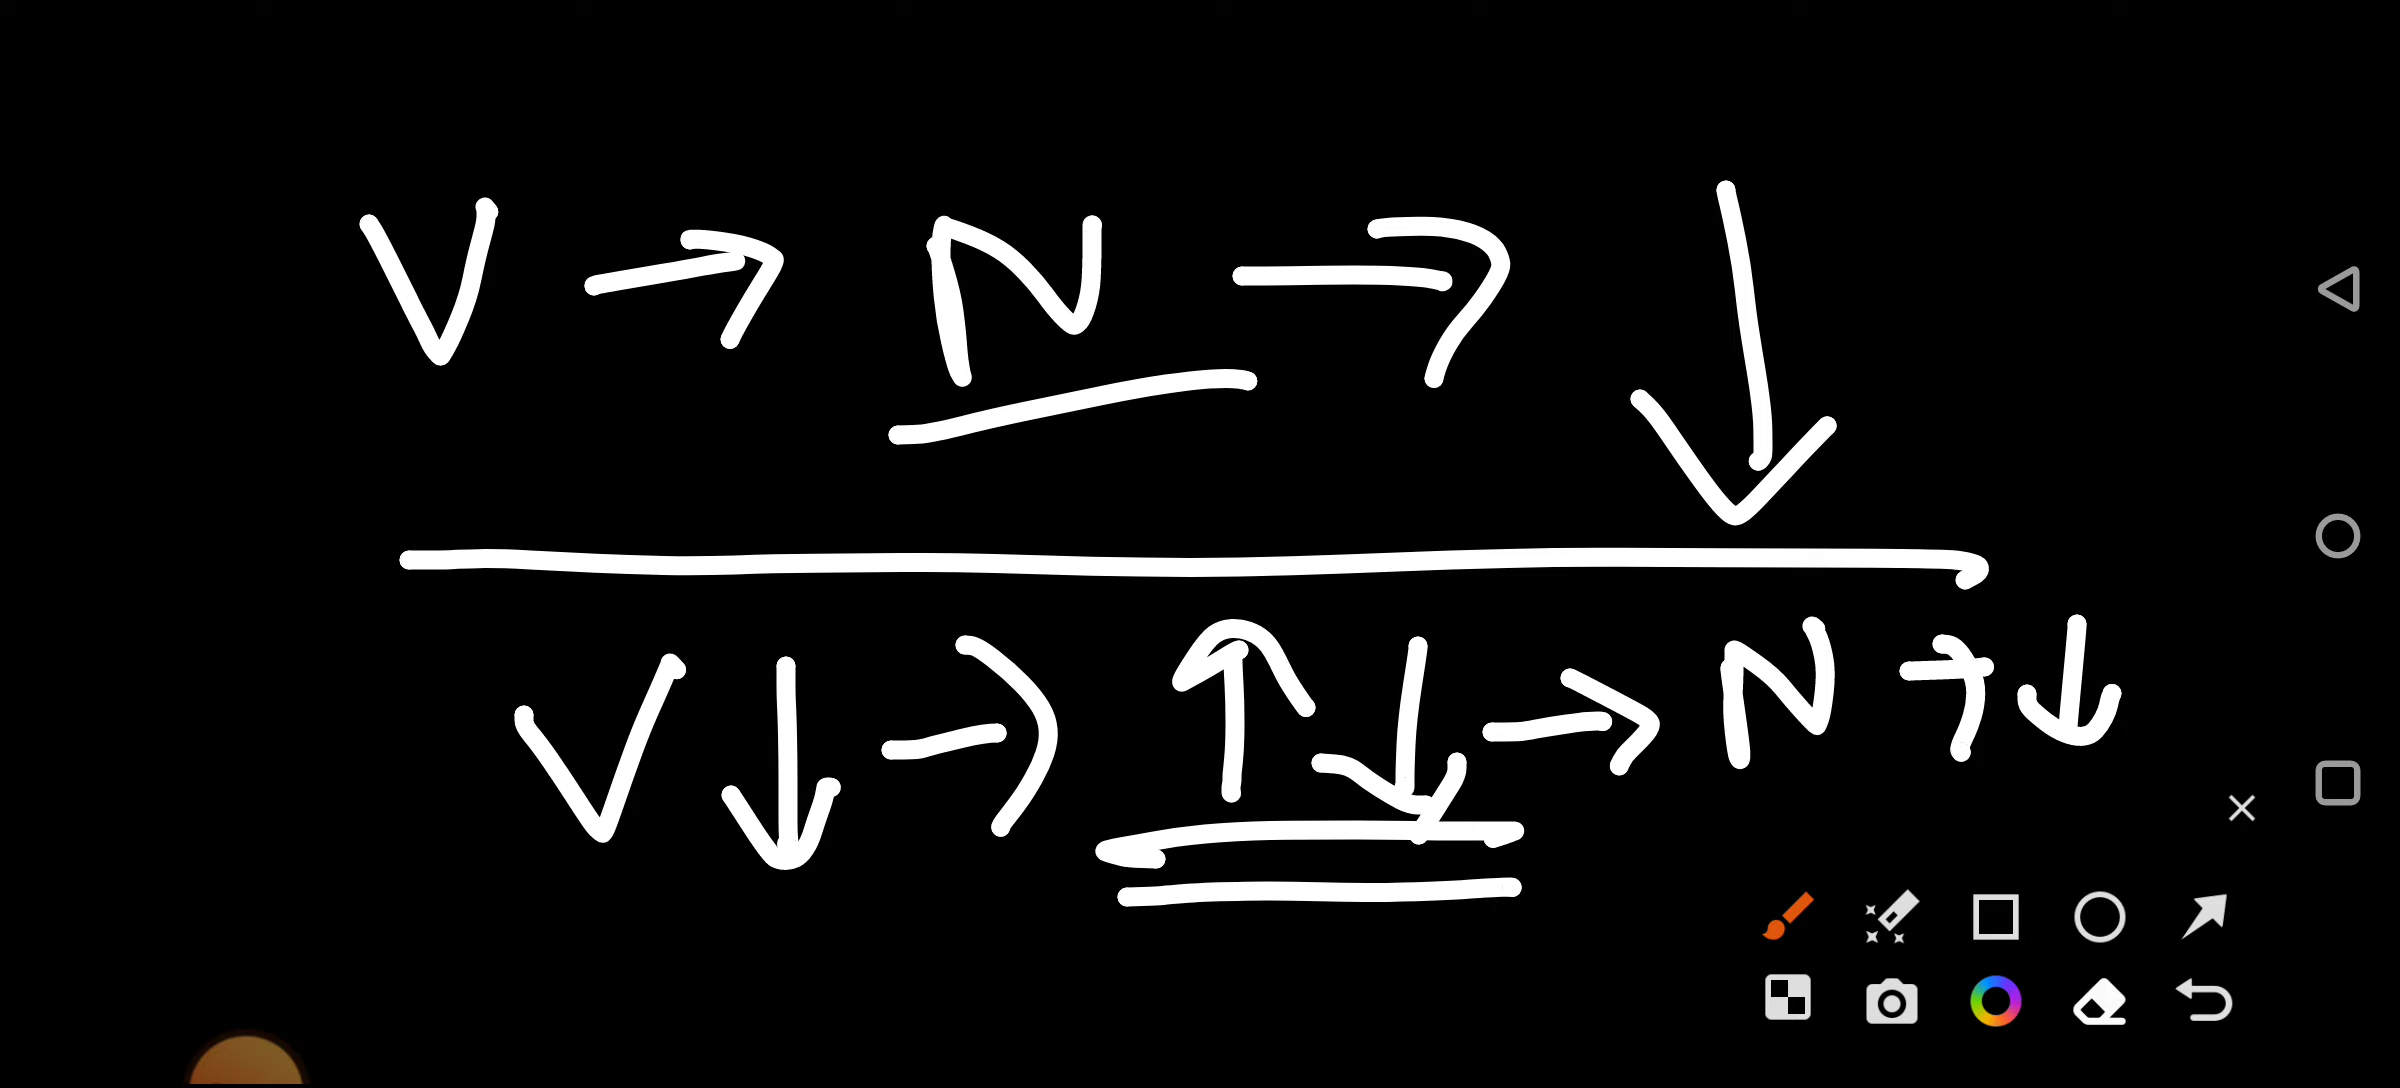 V → N → ↓
V ↓ → ↑ ↓ → N → ↓